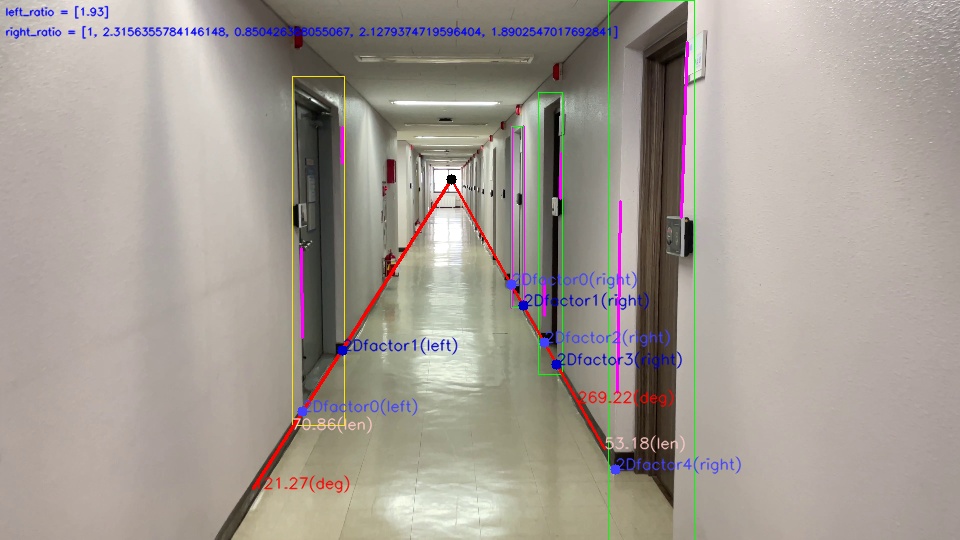 left_ratio = [1.93]
right_ratio = [1, 2.3156355784146148, 0.8504263 8055067, 2.1279374719596404, 1.8902547017692841]
2Dfactor0(right)
2Dfactor1(right)
2Dfactor2(right)
2Dfactor1(left)
2Dfactor3(right)
269.22(deg)
2Dfactor0(left)
70.86(len)
53.18(len)
2Dfactor4(right)
21.27(deg)